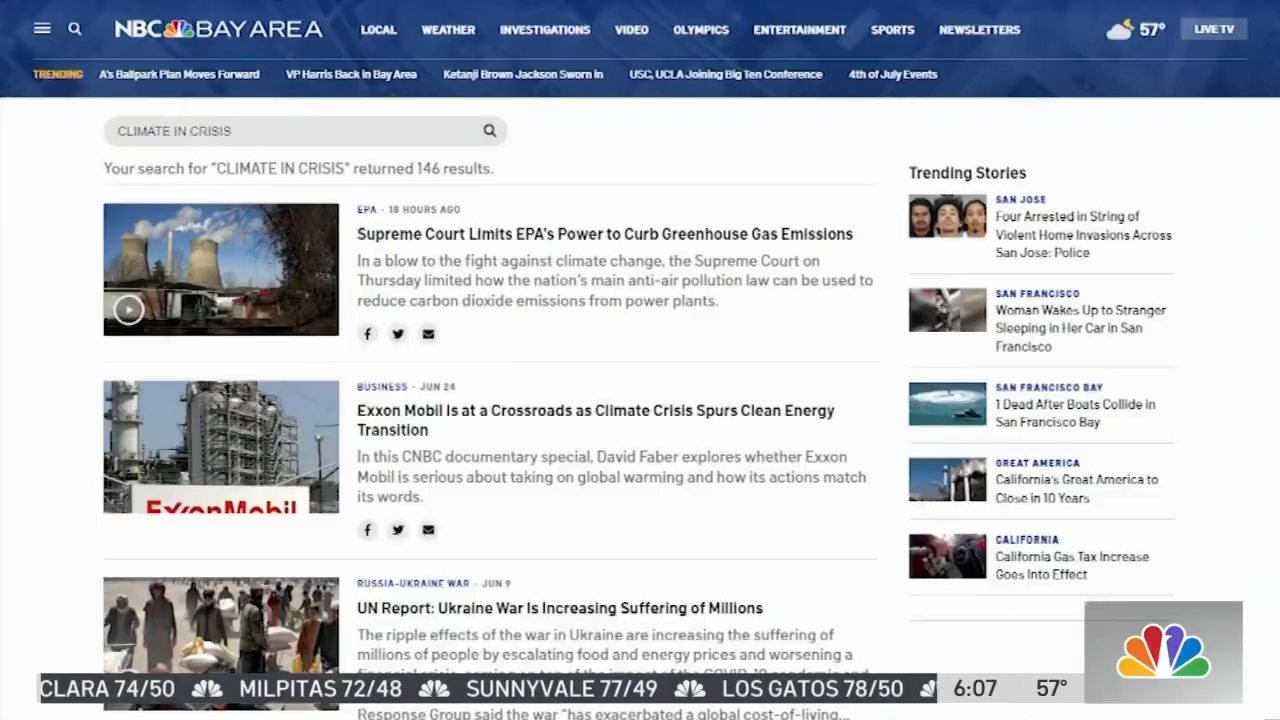 NBC BAY AREA
LOCAL WEATHER INVESTIGATIONS VIDEO OLYMPICS ENTERTAINMENT SPORTS NEWSLETTERS
57°
LIVE TV
TRENDING A's Ballpark Plan Moves Forward VP Harris Back in Bay Area Ketanji Brown Jackson Sworn in USC, UCLA Joining Big Ten Conference 4th of July Events
CLIMATE IN CRISIS
Your search for "CLIMATE IN CRISIS" returned 146 results.
EPA · 18 HOURS AGO
Supreme Court Limits EPA's Power to Curb Greenhouse Gas Emissions
In a blow to the fight against climate change, the Supreme Court on
Thursday limited how the nation's main anti-air pollution law can be used to
reduce carbon dioxide emissions from power plants.
BUSINESS · JUN 24
Exxon Mobil Is at a Crossroads as Climate Crisis Spurs Clean Energy
Transition
In this CNBC documentary special, David Faber explores whether Exxon
Mobil is serious about taking on global warming and how its actions match
its words.
ExxonMobil
RUSSIA-UKRAINE WAR · JUN 9
UN Report: Ukraine War Is Increasing Suffering of Millions
The ripple effects of the war in Ukraine are increasing the suffering of
millions of people by escalating food and energy prices and worsening a
Response Group said the war "has exacerbated a global cost-of-living...
Trending Stories
SAN JOSE
Four Arrested in String of
Violent Home Invasions Across
San Jose: Police
SAN FRANCISCO
Woman Wakes Up to Stranger
Sleeping in Her Car in San
Francisco
SAN FRANCISCO BAY
1 Dead After Boats Collide in
San Francisco Bay
GREAT AMERICA
California's Great America to
Close in 10 Years
CALIFORNIA
California Gas Tax Increase
Goes Into Effect
CLARA 74/50 MILPITAS 72/48 SUNNYVALE 77/49 LOS GATOS 78/50
6:07 57°